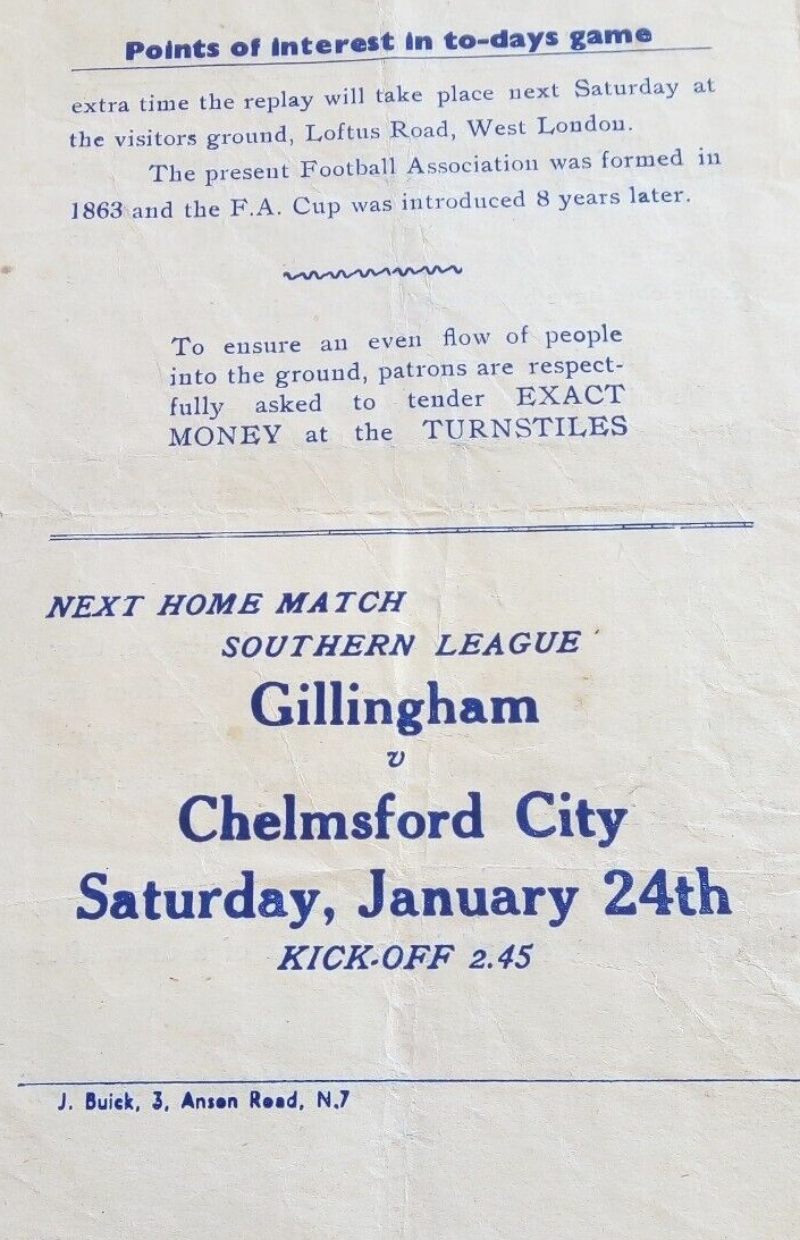 Points of interest in to-days game
extra time the replay will take place next Saturday at
the visitors ground, Loftus Road, West London.
The present Football Association was formed in
1863 and the F.A. Cup was introduced 8 years later.
To ensure an even flow of people
into the ground, patrons are respect-
fully asked to tender EXACT
MONEY at the TURNSTILES
NEXT HOME MATCH
SOUTHERN LEAGUE
Gillingham
v
Chelmsford City
Saturday, January 24th
KICK-OFF 2.45
J. Buick, 3, Anson Road, N.7